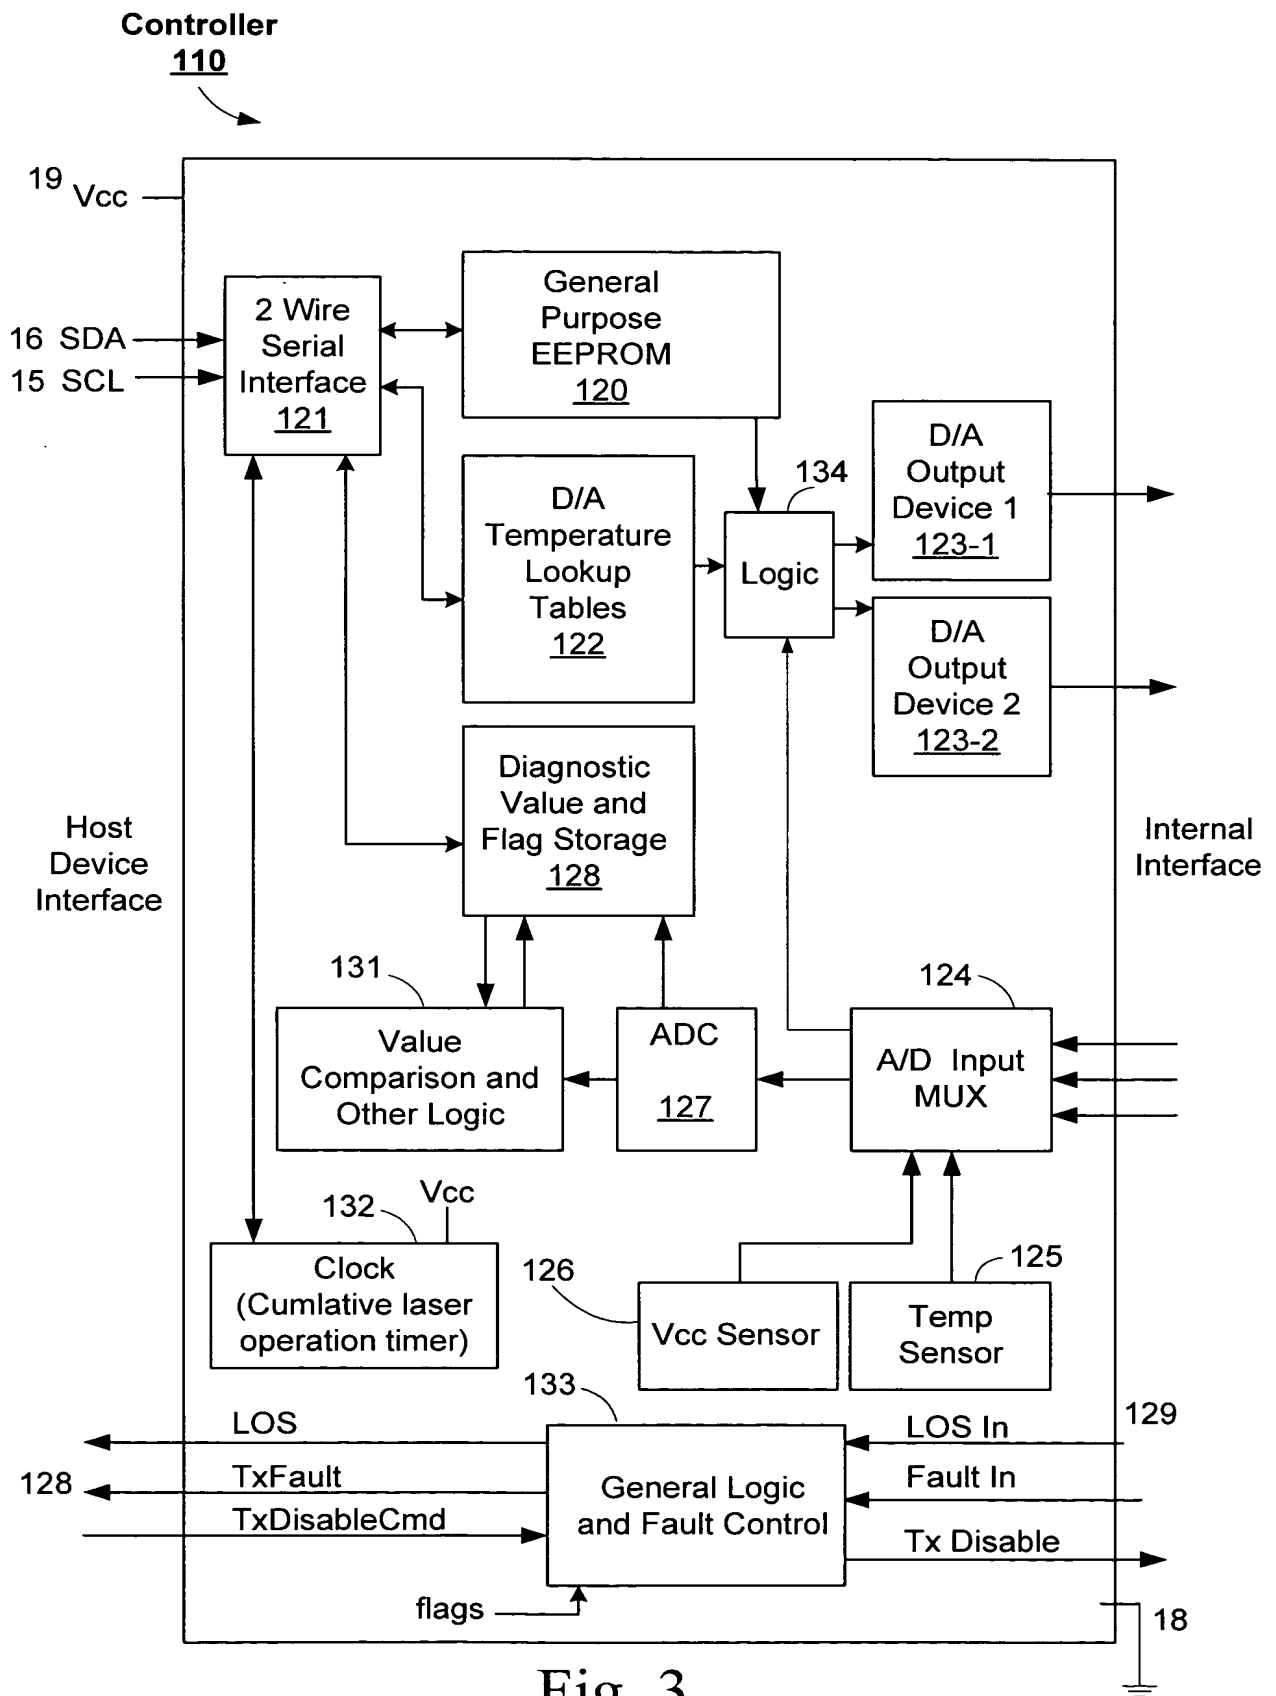 Controller
110
19 Vcc
16 SDA
15 SCL
2 Wire
Serial
Interface
121
General
Purpose
EEPROM
120
D/A
Temperature
Lookup
Tables
122
134
Logic
D/A
Output
Device 1
123-1
D/A
Output
Device 2
123-2
Diagnostic
Value and
Flag Storage
128
Host
Device
Interface
Internal
Interface
131
Value
Comparison and
Other Logic
ADC
127
124
A/D Input
MUX
132
Vcc
Clock
(Cumlative laser
operation timer)
126
Vcc Sensor
125
Temp
Sensor
133
General Logic
and Fault Control
LOS
128
TxFault
TxDisableCmd
flags
LOS In
129
Fault In
Tx Disable
18
Fig. 3